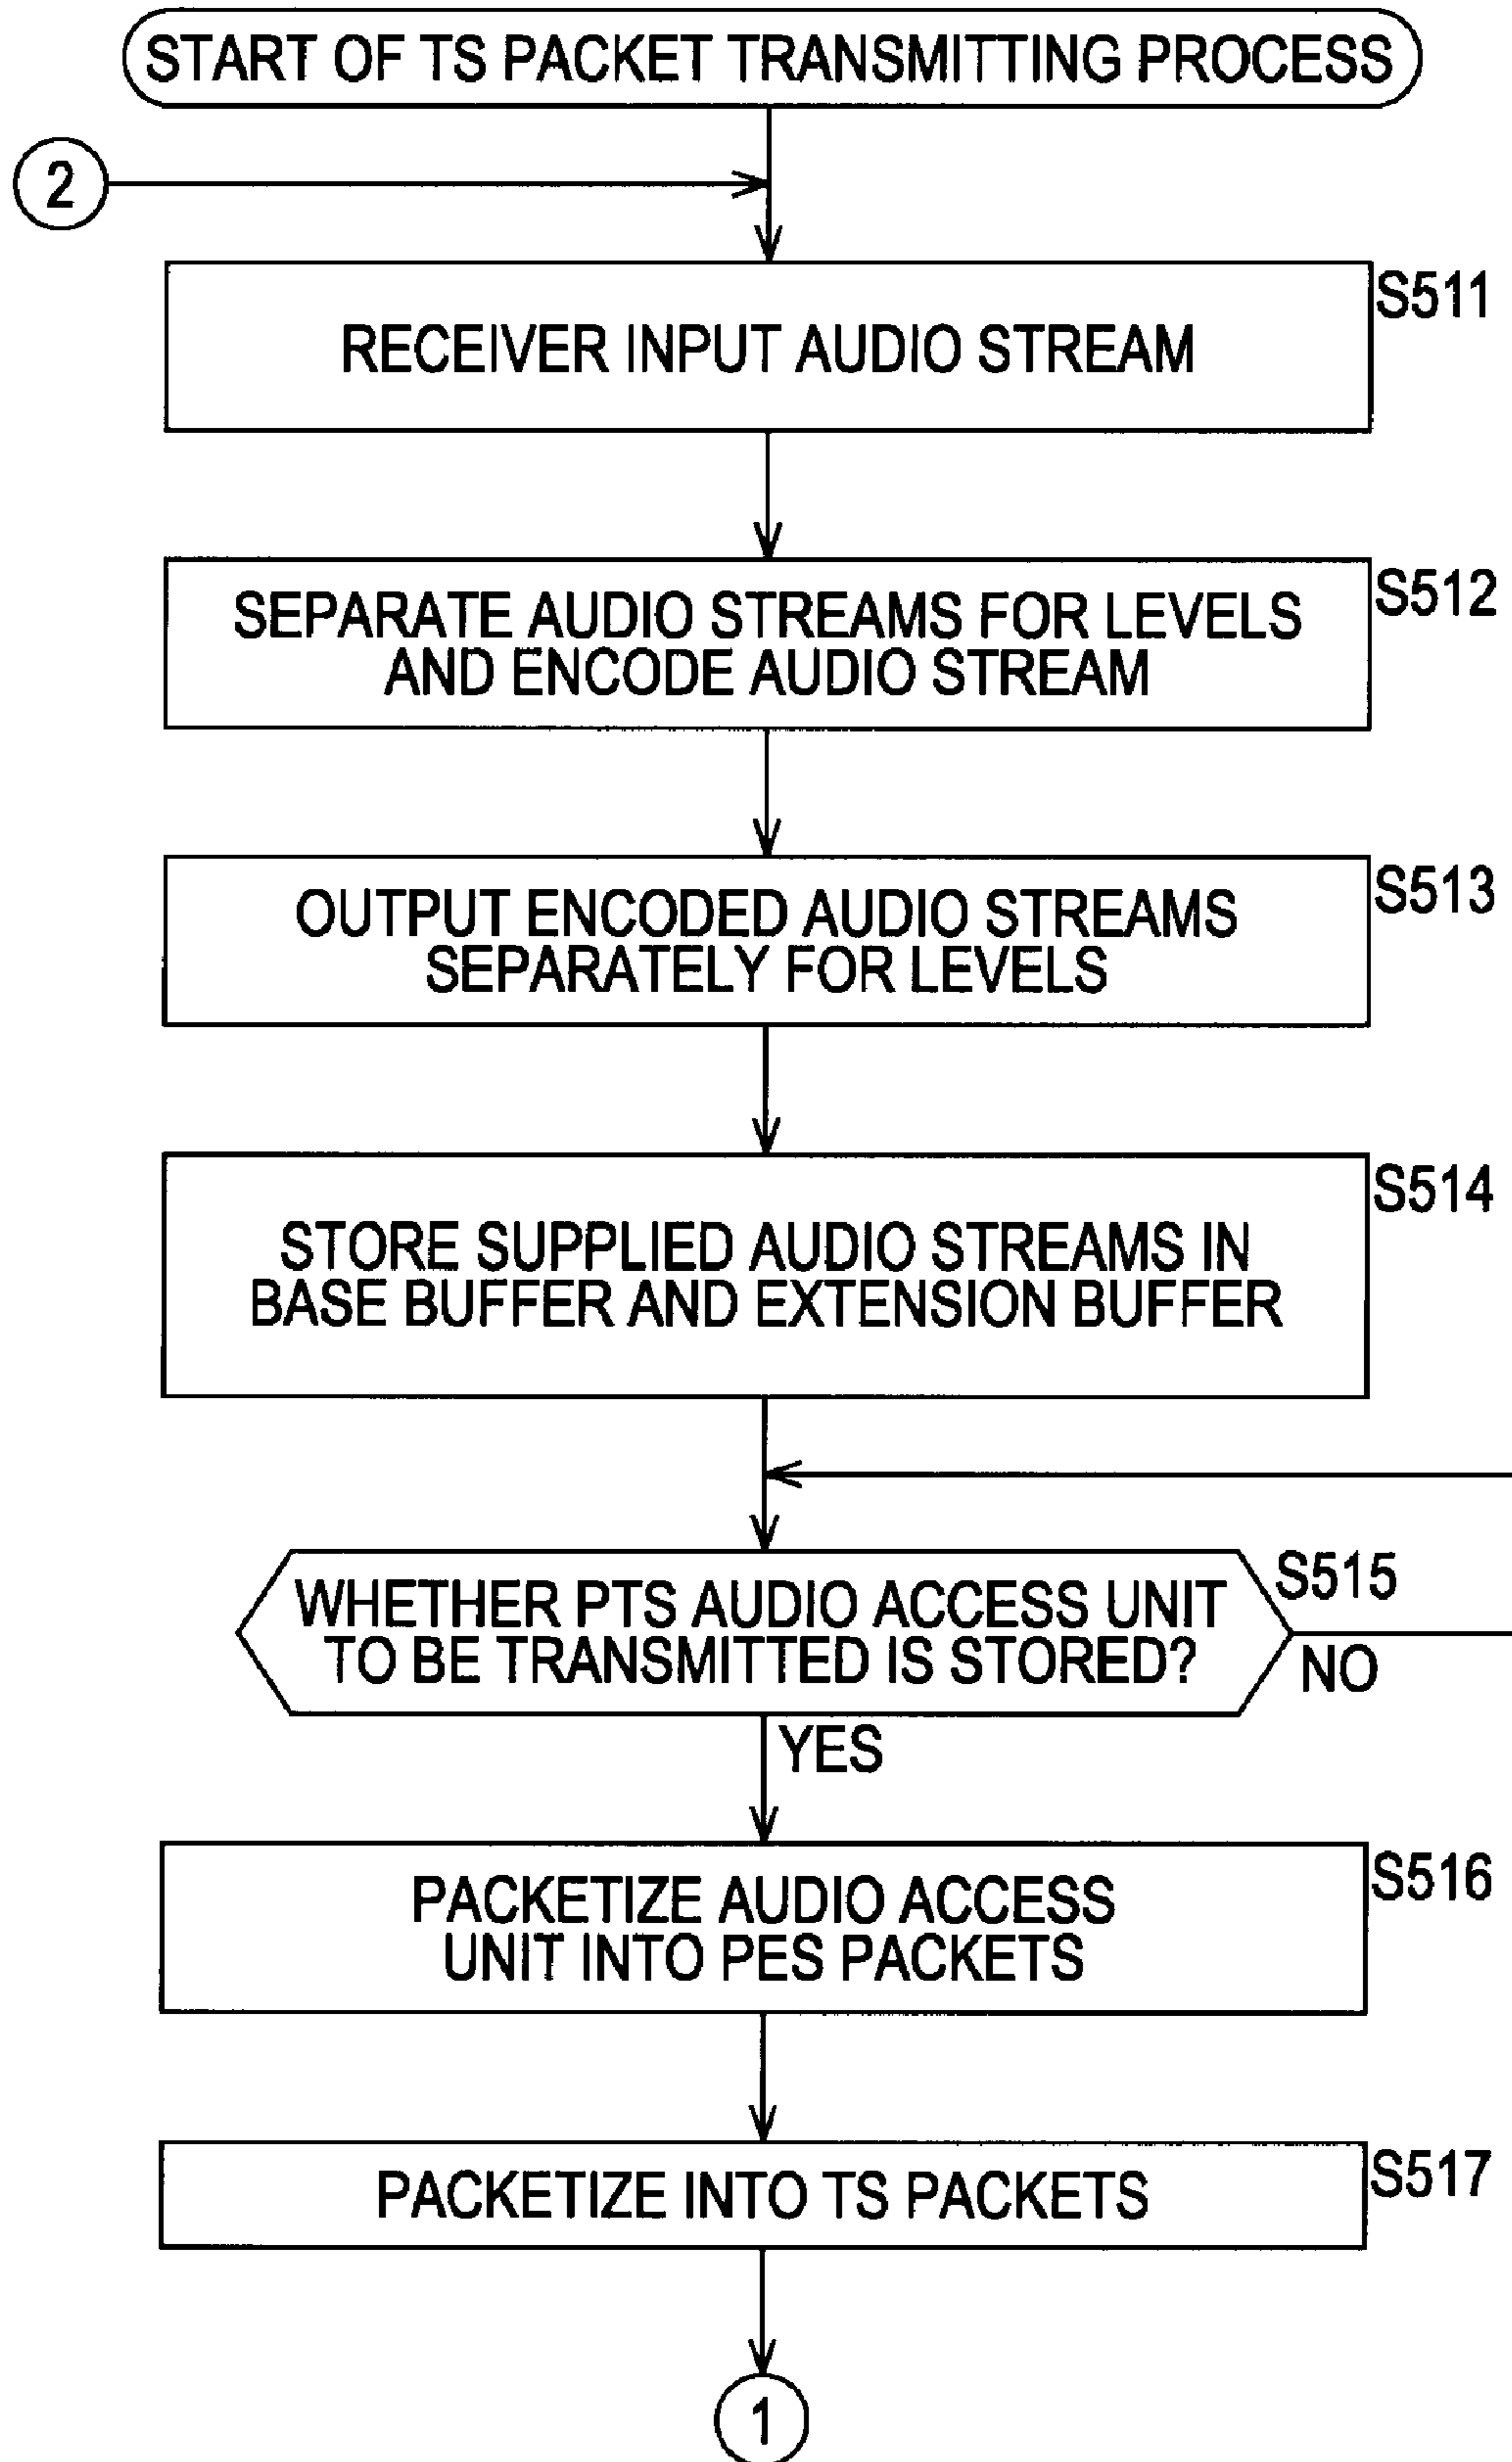 START OF TS PACKET TRANSMITTING PROCESS
2
S511
RECEIVER INPUT AUDIO STREAM
S512
SEPARATE AUDIO STREAMS FOR LEVELS
AND ENCODE AUDIO STREAM
S513
OUTPUT ENCODED AUDIO STREAMS
SEPARATELY FOR LEVELS
S514
STORE SUPPLIED AUDIO STREAMS IN
BASE BUFFER AND EXTENSION BUFFER
S515
WHETHER PTS AUDIO ACCESS UNIT
TO BE TRANSMITTED IS STORED?
NO
YES
S516
PACKETIZE AUDIO ACCESS
UNIT INTO PES PACKETS
S517
PACKETIZE INTO TS PACKETS
1